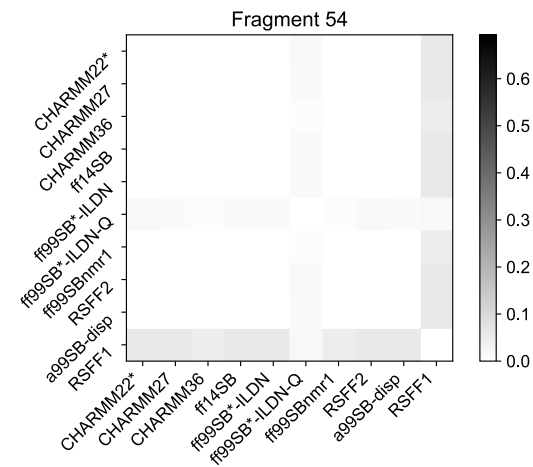 Fragment 54
CHARMM22*
CHARMM27
CHARMM36
ff14SB
ff99SB*-ILDN
ff99SB*-ILDN-Q
ff99SBnmr1
RSFF2
a99SB-disp
RSFF1
CHARMM22*
CHARMM27
CHARMM36
ff14SB
ff99SB*-ILDN
ff99SB*-ILDN-Q
ff99SBnmr1
RSFF2
a99SB-disp
RSFF1
0.6
0.5
0.4
0.3
0.2
0.1
0.0